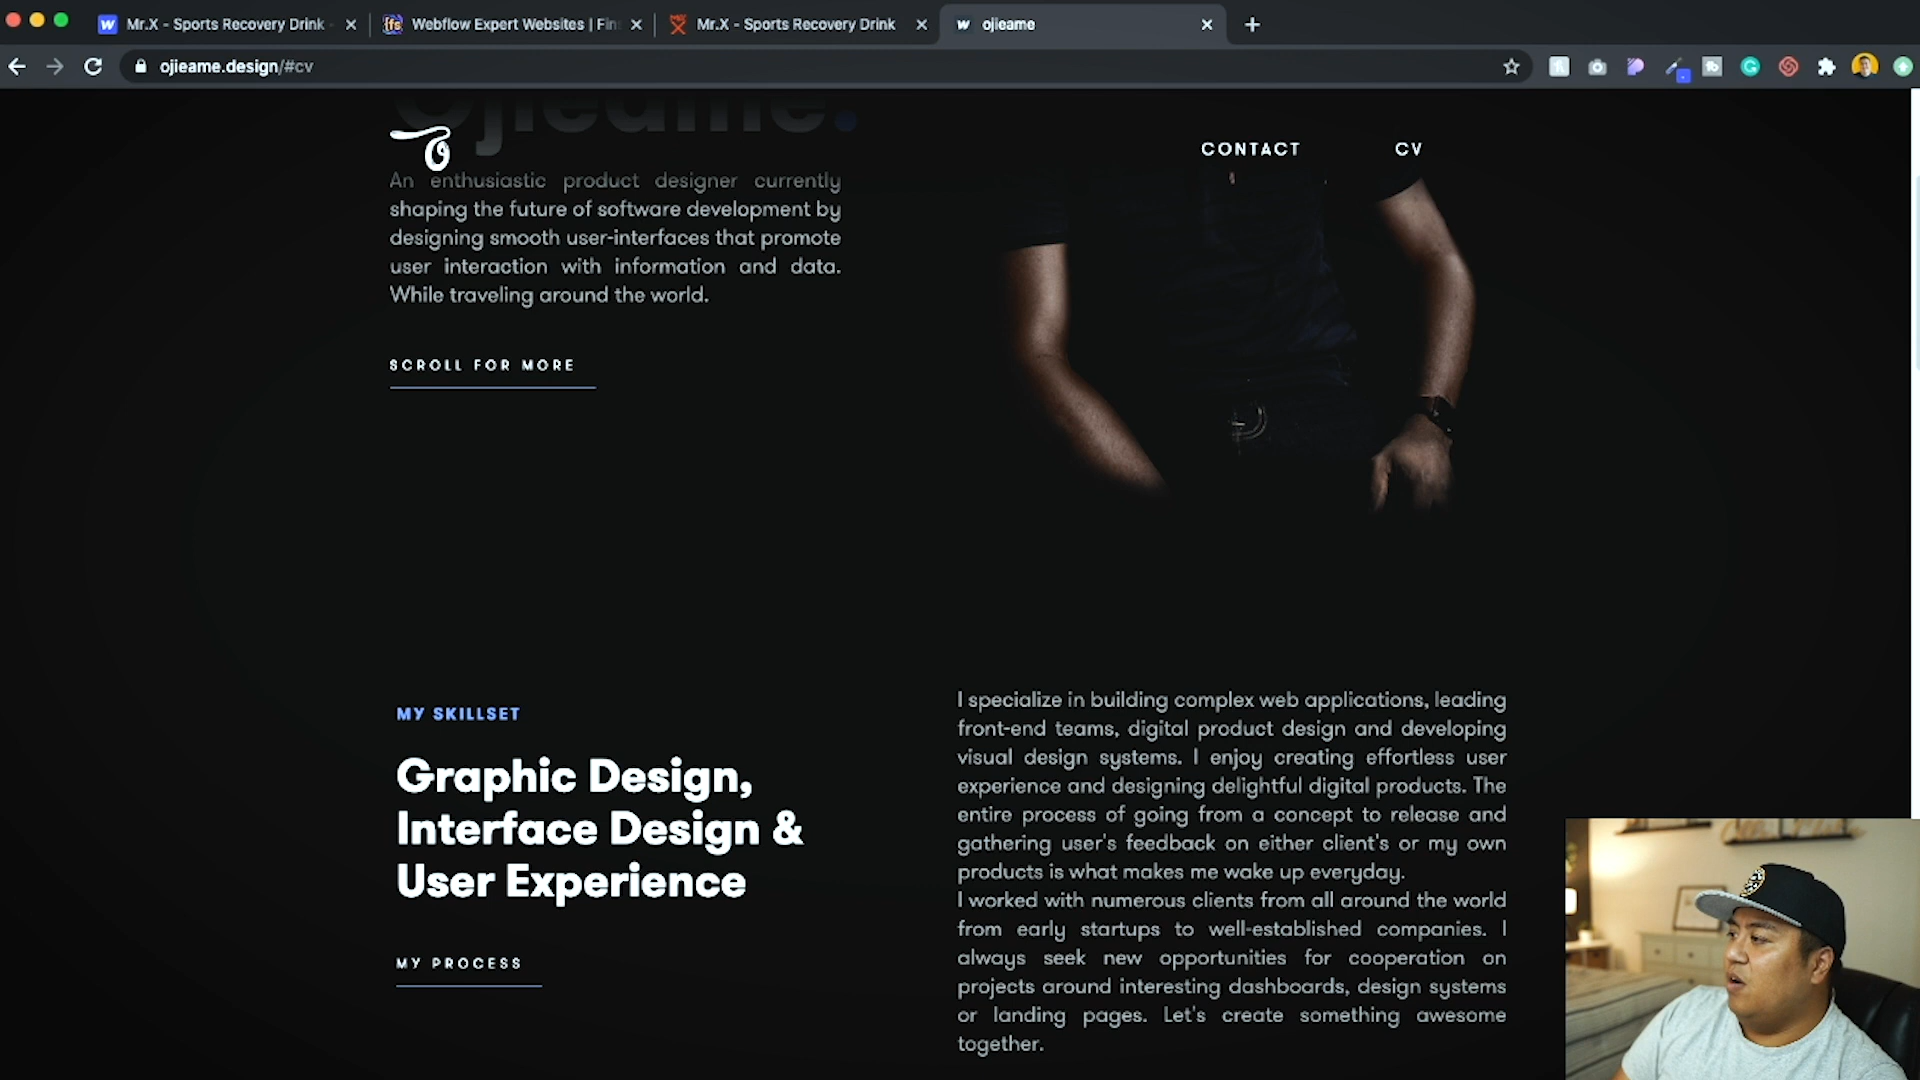 Mr.X - Sports Recovery Drink
Webflow Expert Websites | Fin
Mr.X - Sports Recovery Drink
ojieame
ojieame.design/#cv
Ojieame.
CONTACT
CV
An enthusiastic product designer currently
shaping the future of software development by
designing smooth user-interfaces that promote
user interaction with information and data.
While traveling around the world.
SCROLL FOR MORE
MY SKILLSET
Graphic Design,
Interface Design &
User Experience
MY PROCESS
I specialize in building complex web applications, leading
front-end teams, digital product design and developing
visual design systems. I enjoy creating effortless user
experience and designing delightful digital products. The
entire process of going from a concept to release and
gathering user's feedback on either client's or my own
products is what makes me wake up everyday.
I worked with numerous clients from all around the world
from early startups to well-established companies. I
always seek new opportunities for cooperation on
projects around interesting dashboards, design systems
or landing pages. Let's create something awesome
together.